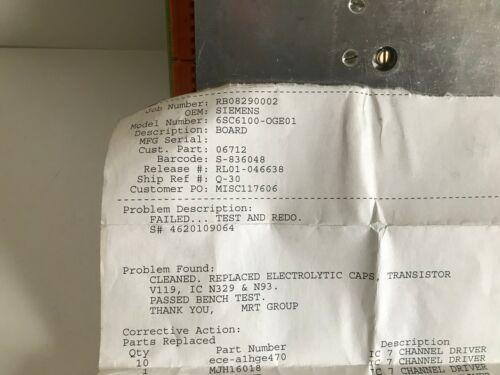 Job Number: RB08290002
OEM: SIEMENS
Model Number: 6SC6100-OGE01
Description: BOARD
MFG Serial:
Cust. Part: 06712
Barcode: S-836048
Release #: RL01-046638
Ship Ref #: Q-30
Customer PO: MISC117606
Problem Description:
FAILED... TEST AND REDO.
S# 4620109064
Problem Found:
CLEANED. REPLACED ELECTROLYTIC CAPS, TRANSISTOR
V119, IC N329 & N93.
PASSED BENCH TEST.
THANK YOU, MRT GROUP
Corrective Action:
Parts Replaced
Qty Part Number Description
10 ece-a1hge470 IC 7 CHANNEL DRIVER
1 MJH16018 IC 7 CHANNEL DRIVER